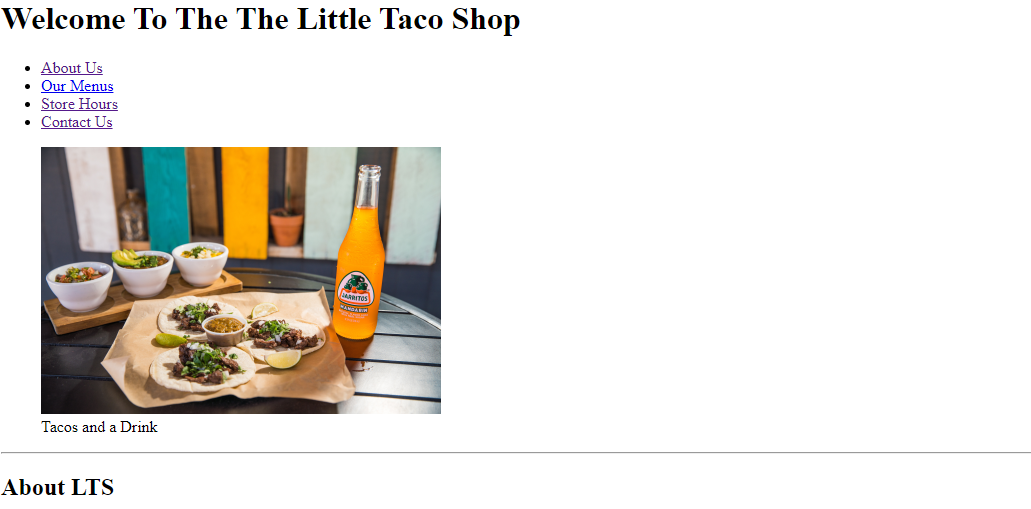 Welcome To The The Little Taco Shop
About Us
Our Menus
Store Hours
Contact Us
JARRITOS
MANDARIN
Tacos and a Drink
About LTS